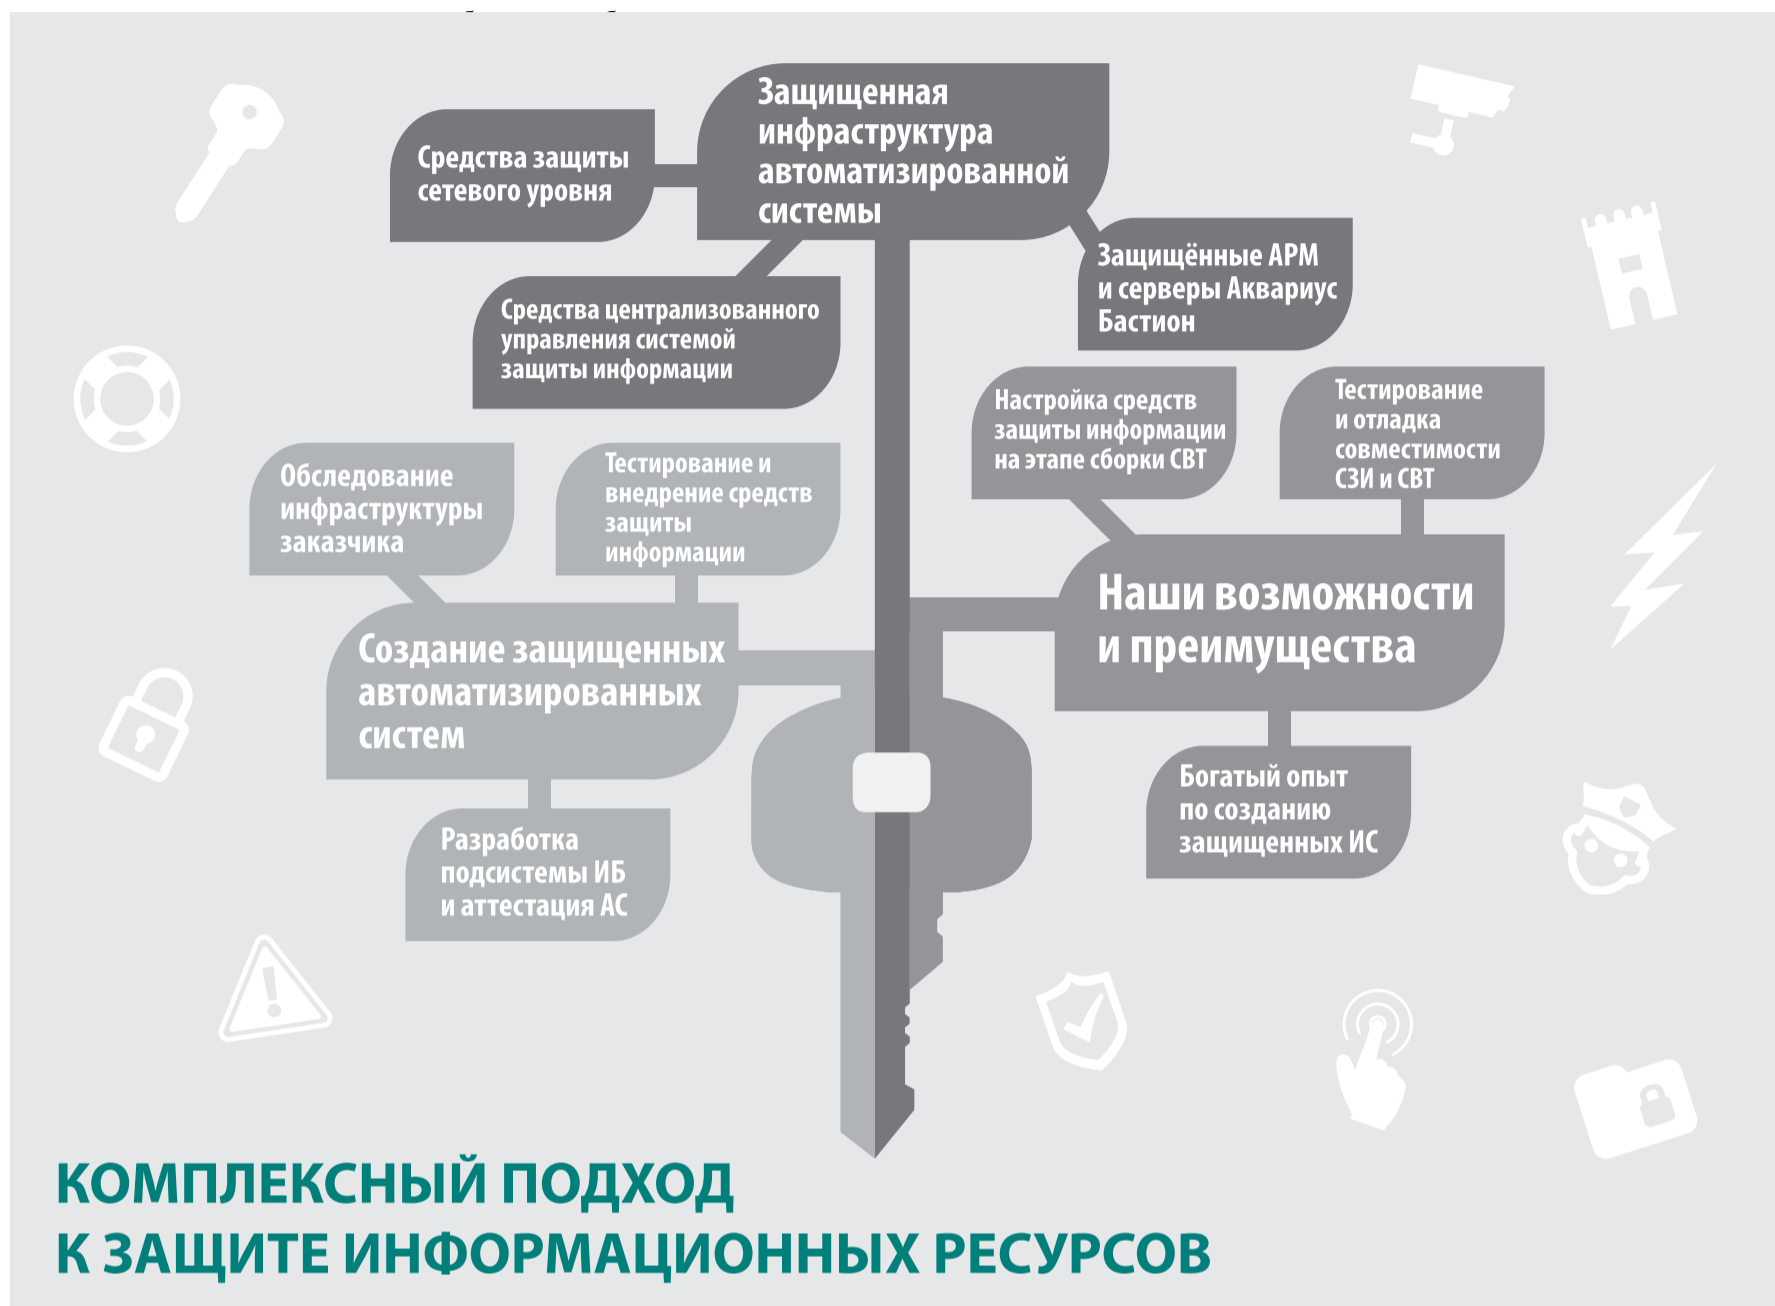 Защищенная
инфраструктура
автоматизированной
системы
Средства защиты
сетевого уровня
Защищённые АРМ
и серверы Аквариус
Бастион
Средства централизованного
управления системой
защиты информации
Настройка средств
защиты информации
на этапе сборки СВТ
Тестирование
и отладка
совместимости
СЗИ и СВТ
Обследование
инфраструктуры
заказчика
Тестирование и
внедрение средств
защиты
информации
Наши возможности
и преимущества
Создание защищенных
автоматизированных
систем
Богатый опыт
по созданию
защищенных ИС
Разработка
подсистемы ИБ
и аттестация АС
КОМПЛЕКСНЫЙ ПОДХОД
К ЗАЩИТЕ ИНФОРМАЦИОННЫХ РЕСУРСОВ